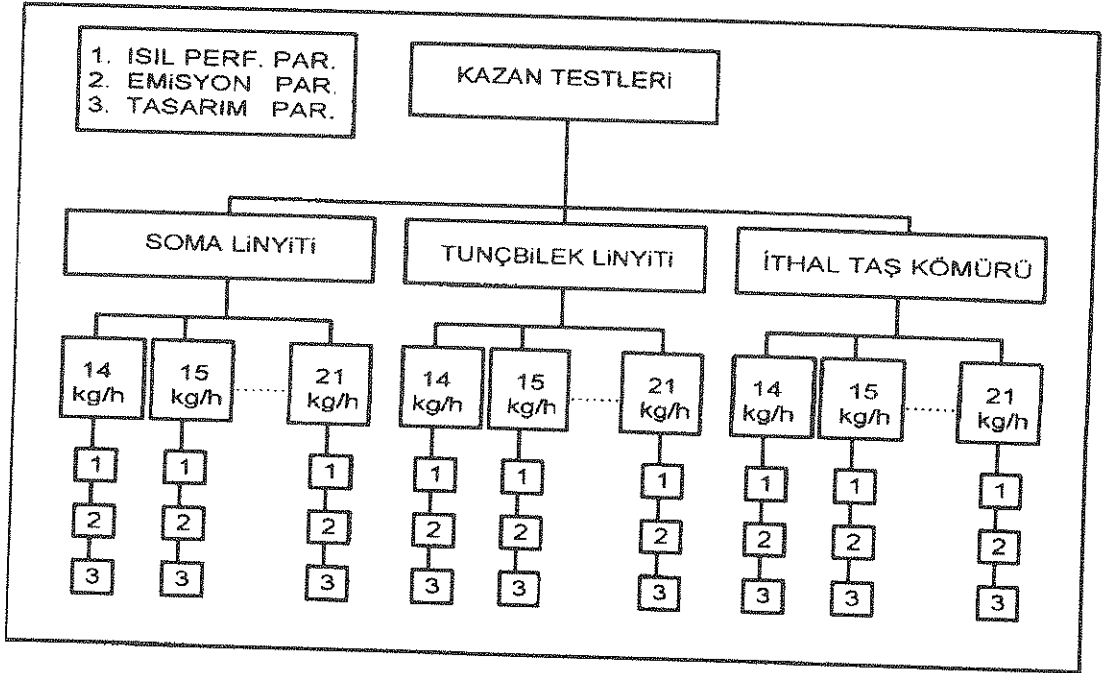 1. ISIL PERF. PAR.
2. EMİSYON PAR.
3. TASARIM PAR.
KAZAN TESTLERİ
SOMA LİNYİTİ
TUNÇBİLEK LİNYİTİ
İTHAL TAŞ KÖMÜRÜ
14 kg/h
15 kg/h
21 kg/h
14 kg/h
15 kg/h
21 kg/h
14 kg/h
15 kg/h
21 kg/h
1 1 1 1 1 1 1 1 1
2 2 2 2 2 2 2 2 2
3 3 3 3 3 3 3 3 3